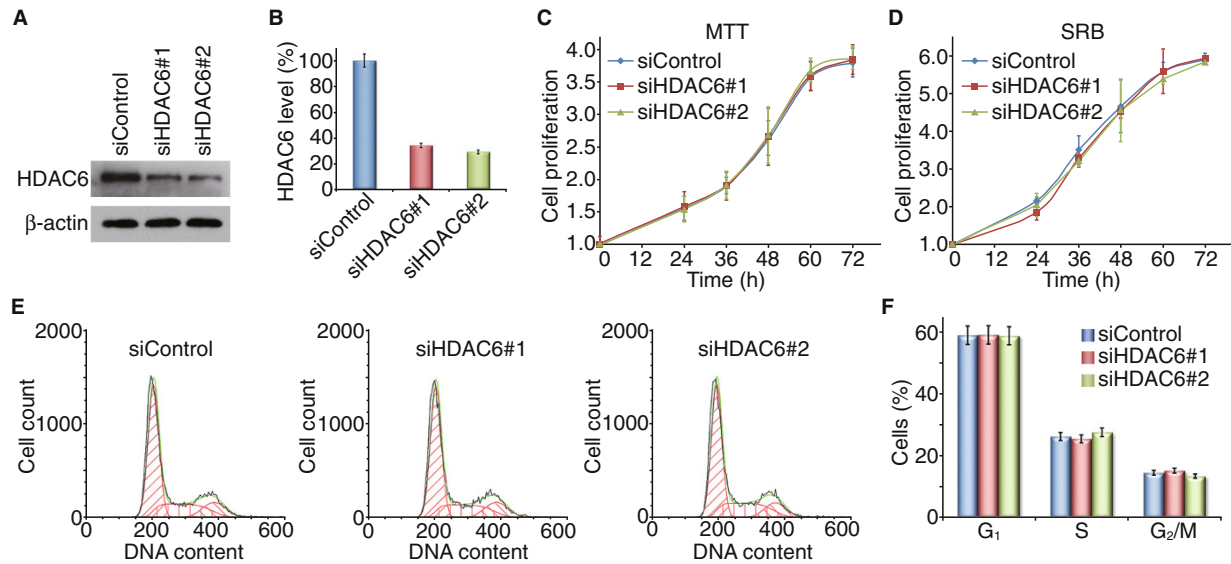 A
siControl
siHDAC6#1
siHDAC6#2
HDAC6
β-actin
B
HDAC6 level (%)
100
80
60
40
20
0
siControl
siHDAC6#1
siHDAC6#2
C
MTT
Cell proliferation
4.0
3.0
2.0
1.0
siControl
siHDAC6#1
siHDAC6#2
0 12 24 36 48 60 72
Time (h)
D
SRB
Cell proliferation
6.0
5.0
4.0
3.0
2.0
1.0
siControl
siHDAC6#1
siHDAC6#2
0 12 24 36 48 60 72
Time (h)
E
siControl
Cell count
2000
1000
0
0 200 400 600
DNA content
siHDAC6#1
Cell count
2000
1000
0
0 200 400 600
DNA content
siHDAC6#2
Cell count
2000
1000
0
0 200 400 600
DNA content
F
Cells (%)
60
40
20
0
siControl
siHDAC6#1
siHDAC6#2
G₁ S G₂/M